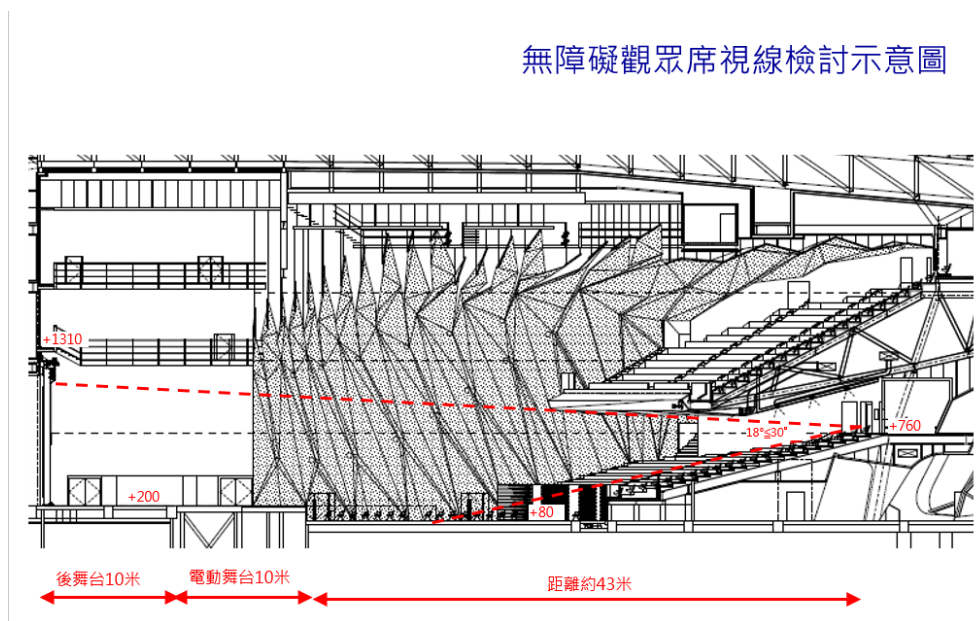 無障礙觀眾席視線檢討示意圖
+1310
+760
18°≦30°
+200
+80
後舞台10米
電動舞台10米
距離約43米